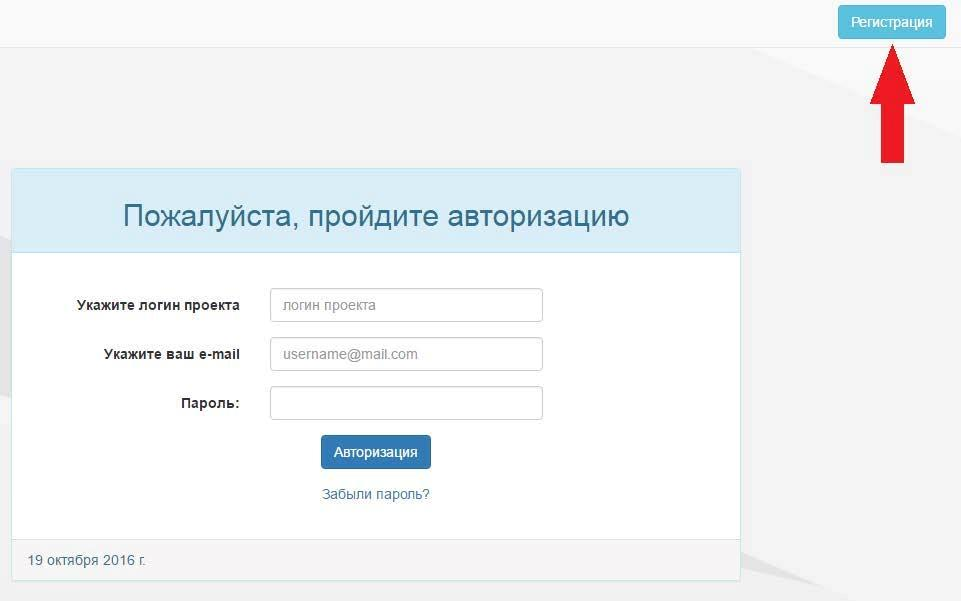 Регистрация
Пожалуйста, пройдите авторизацию
Укажите логин проекта логин проекта
Укажите ваш e-mail username@mail.com
Пароль:
Авторизация
Забыли пароль?
19 октября 2016 г.